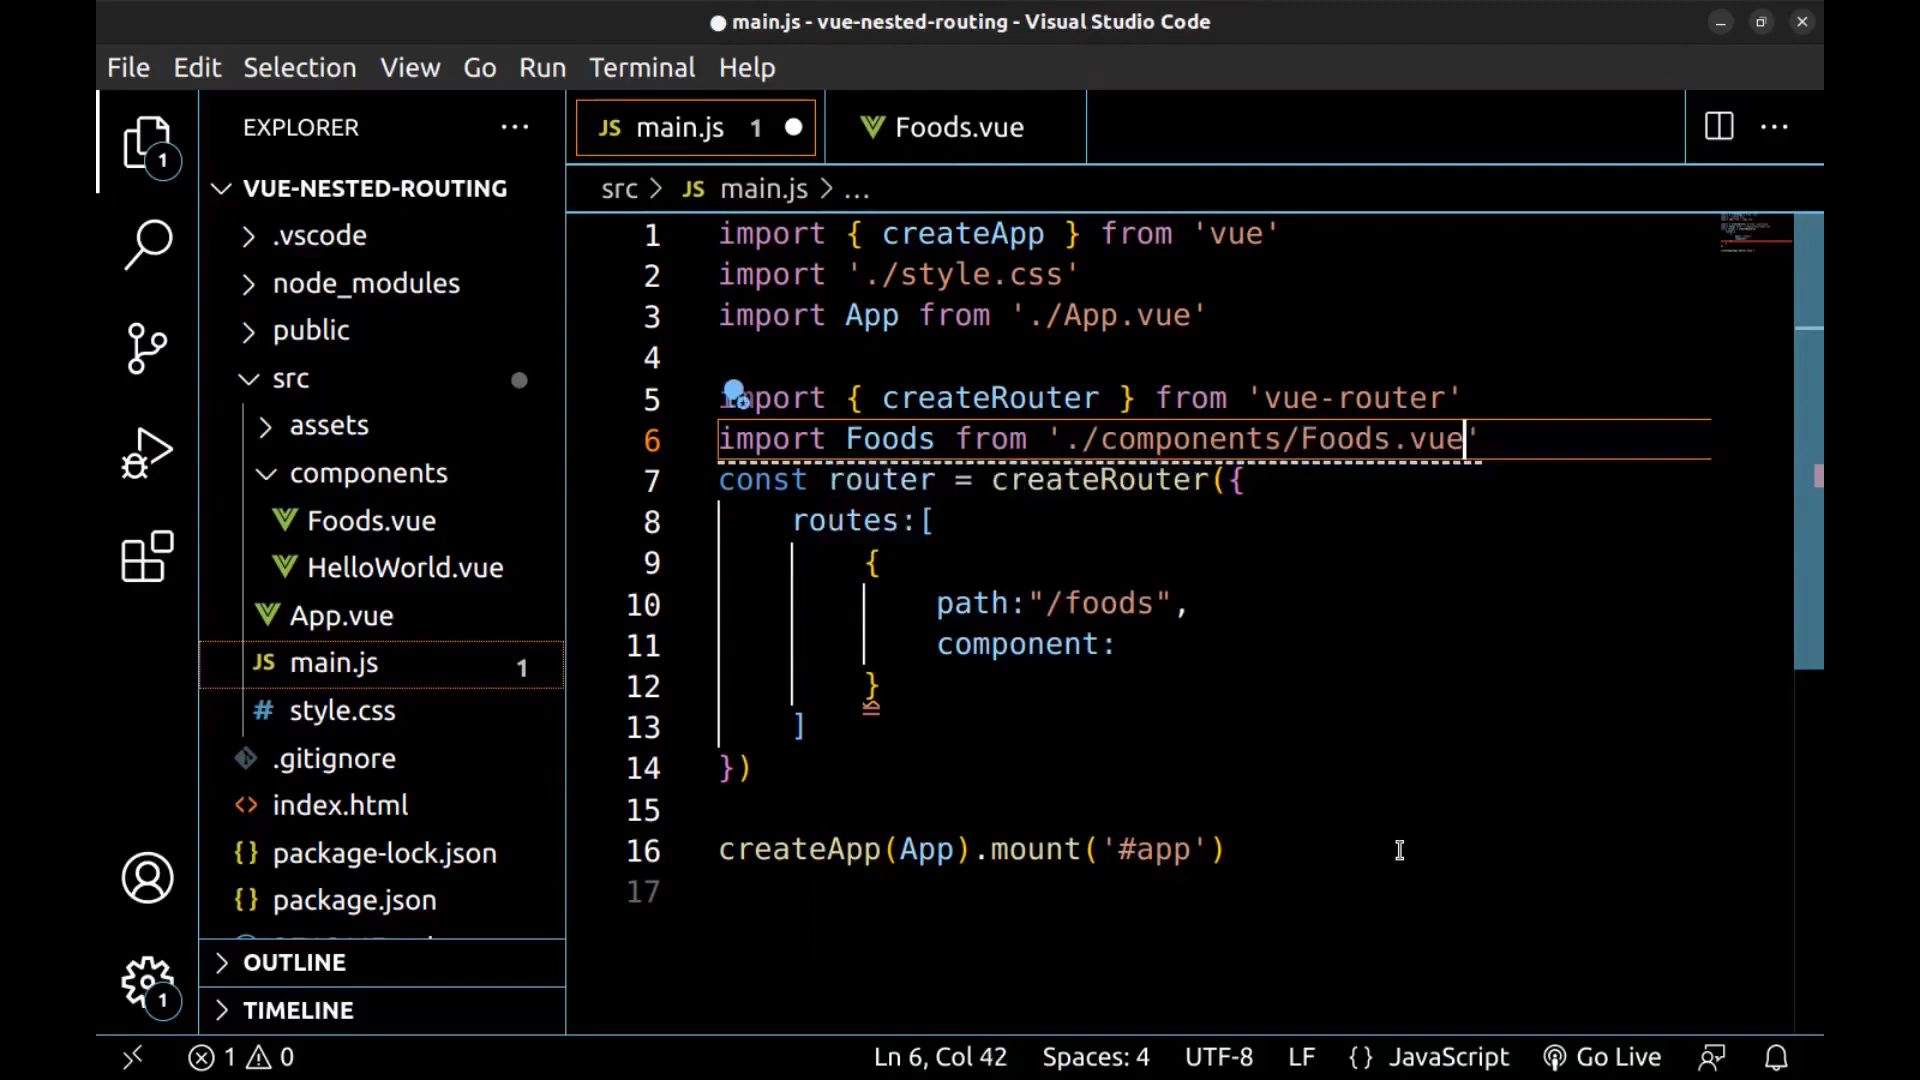 main.js - vue-nested-routing - Visual Studio Code
File Edit Selection View Go Run Terminal Help
EXPLORER
JS main.js 1
Foods.vue
VUE-NESTED-ROUTING
src > JS main.js > ...
.vscode
node_modules
public
src
assets
components
Foods.vue
HelloWorld.vue
App.vue
JS main.js 1
# style.css
.gitignore
index.html
{} package-lock.json
{} package.json
OUTLINE
TIMELINE
1
1
1 import { createApp } from 'vue'
2 import './style.css'
3 import App from './App.vue'
4
5 import { createRouter } from 'vue-router'
6 import Foods from './components/Foods.vue'
7 const router = createRouter({
8 routes:[
9 {
10 path:"/foods",
11 component:
12 }
13 ]
14 })
15
16 createApp(App).mount('#app')
17
1 0 Ln 6, Col 42 Spaces: 4 UTF-8 LF {} JavaScript Go Live